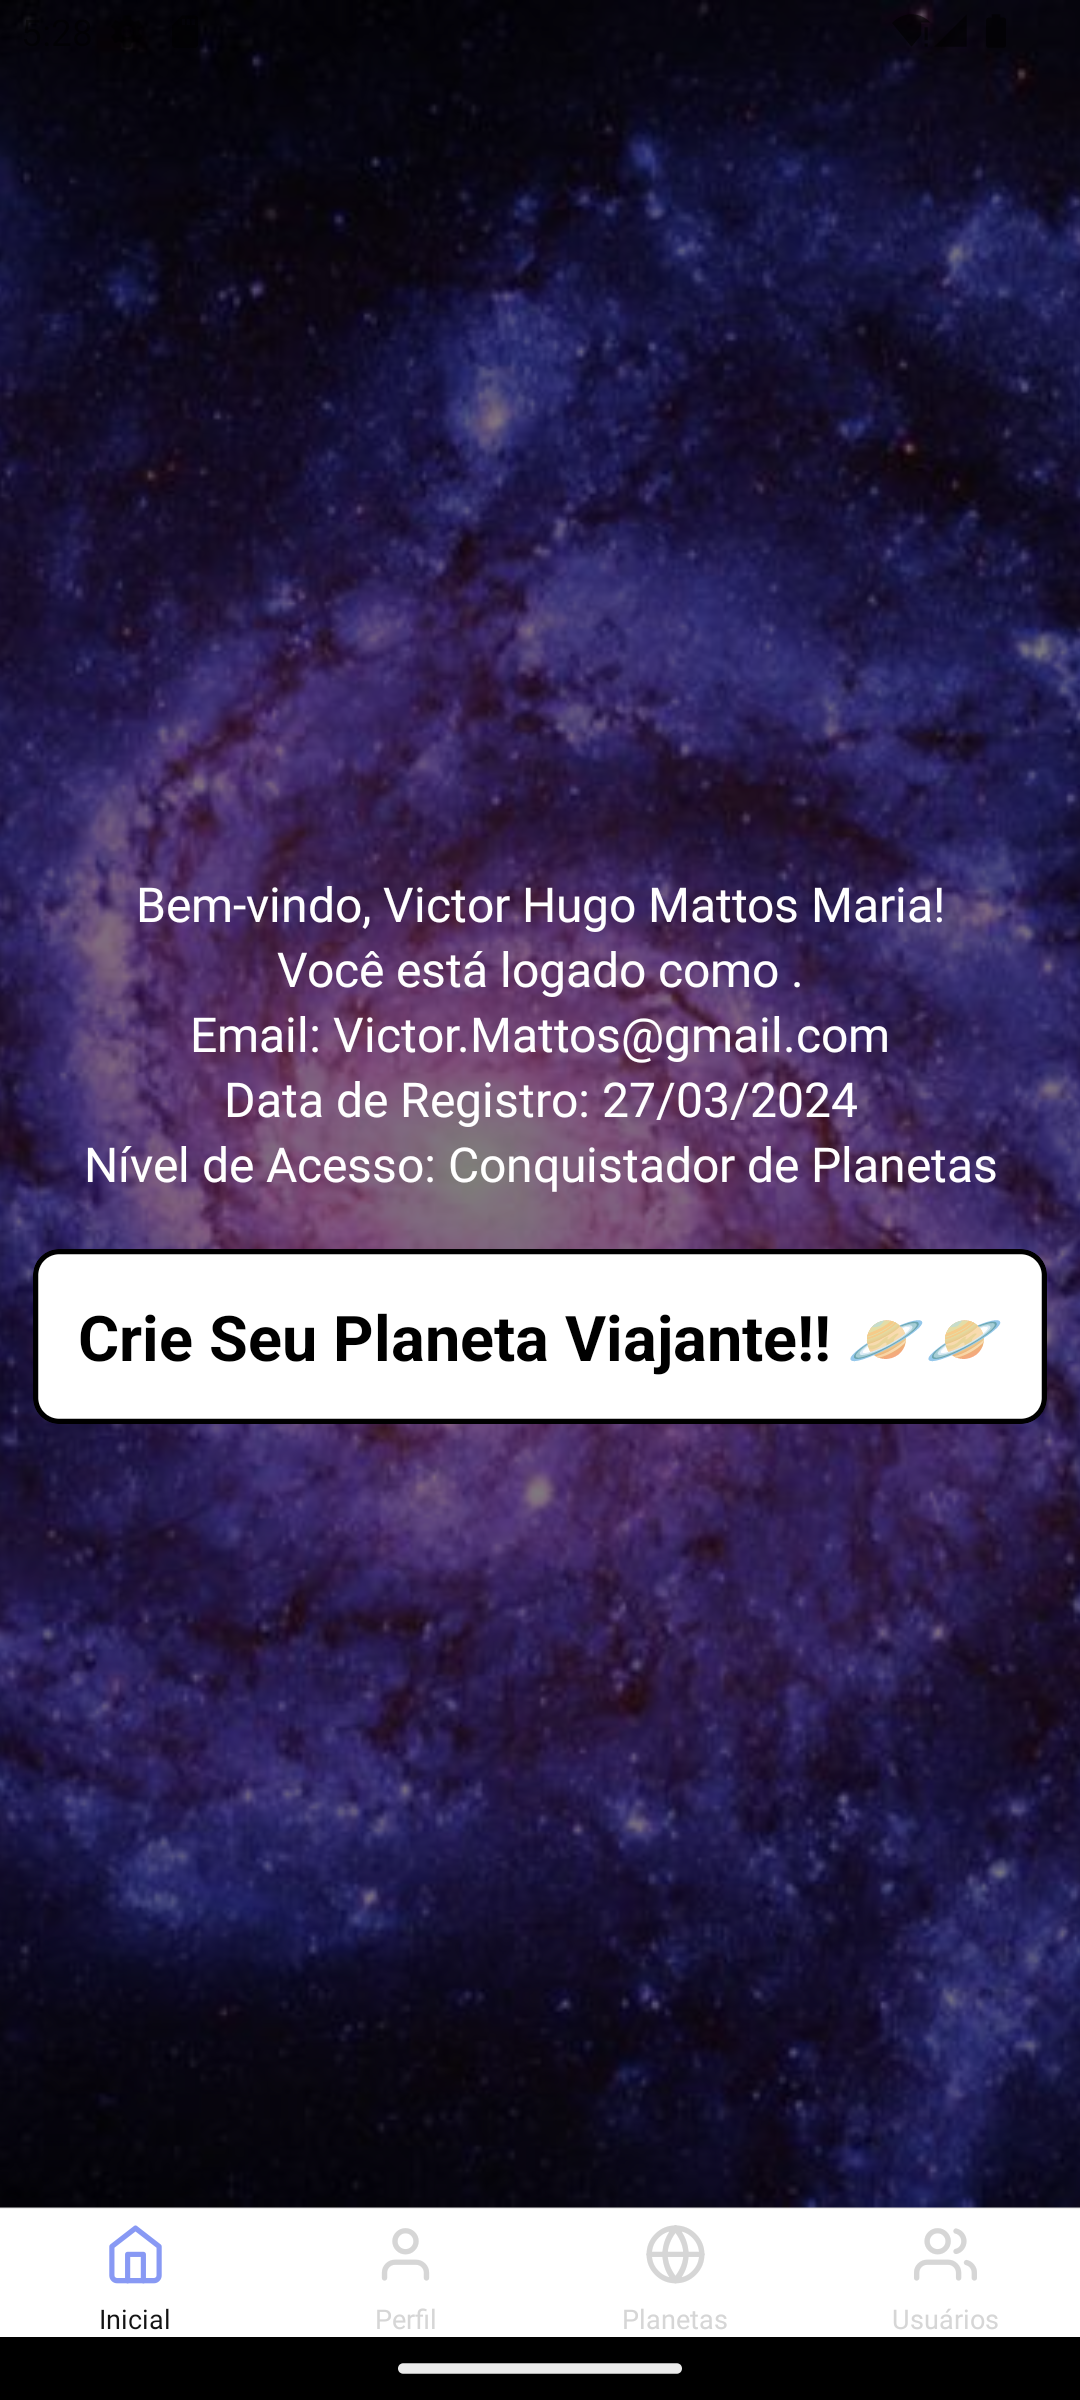 Bem-vindo, Victor Hugo Mattos Maria!
Você está logado como .
Email: Victor.Mattos@gmail.com
Data de Registro: 27/03/2024
Nível de Acesso: Conquistador de Planetas
Crie Seu Planeta Viajante!! 🪐🪐
Inicial
Perfil
Planetas
Usuários